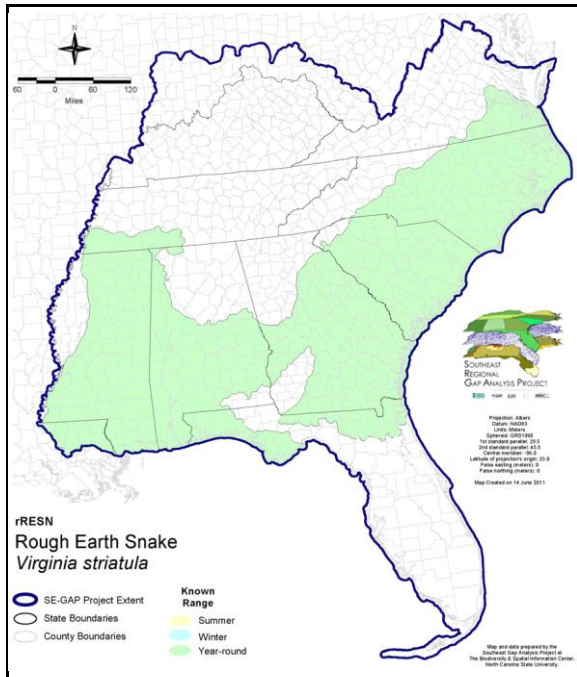 N
60 0 60 120
Miles
SOUTHEAST
REGIONAL
GAP ANALYSIS PROJECT
USGS
Projection: Albers
Datum: NAD83
Units: Meters
Spheroid: GRS1980
1st standard parallel: 29.5
2nd standard parallel: 45.5
Central meridian: -96.0
Latitude of projection's origin: 23.0
False easting (meters): 0
False northing (meters): 0
Map Created on 14 June 2011
rRESN
Rough Earth Snake
Virginia striatula
SE-GAP Project Extent
State Boundaries
County Boundaries
Known
Range
Summer
Winter
Year-round
Map and data prepared by the
Southeast Gap Analysis Project at
The Biodiversity & Spatial Information Center,
North Carolina State University.